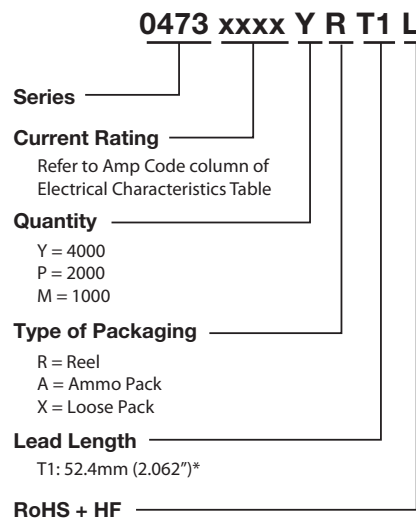 0473 xxxx Y R T1 L
Series
Current Rating
Refer to Amp Code column of
Electrical Characteristics Table
Quantity
Y = 4000
P = 2000
M = 1000
Type of Packaging
R = Reel
A = Ammo Pack
X = Loose Pack
Lead Length
T1: 52.4mm (2.062”)*
RoHS + HF